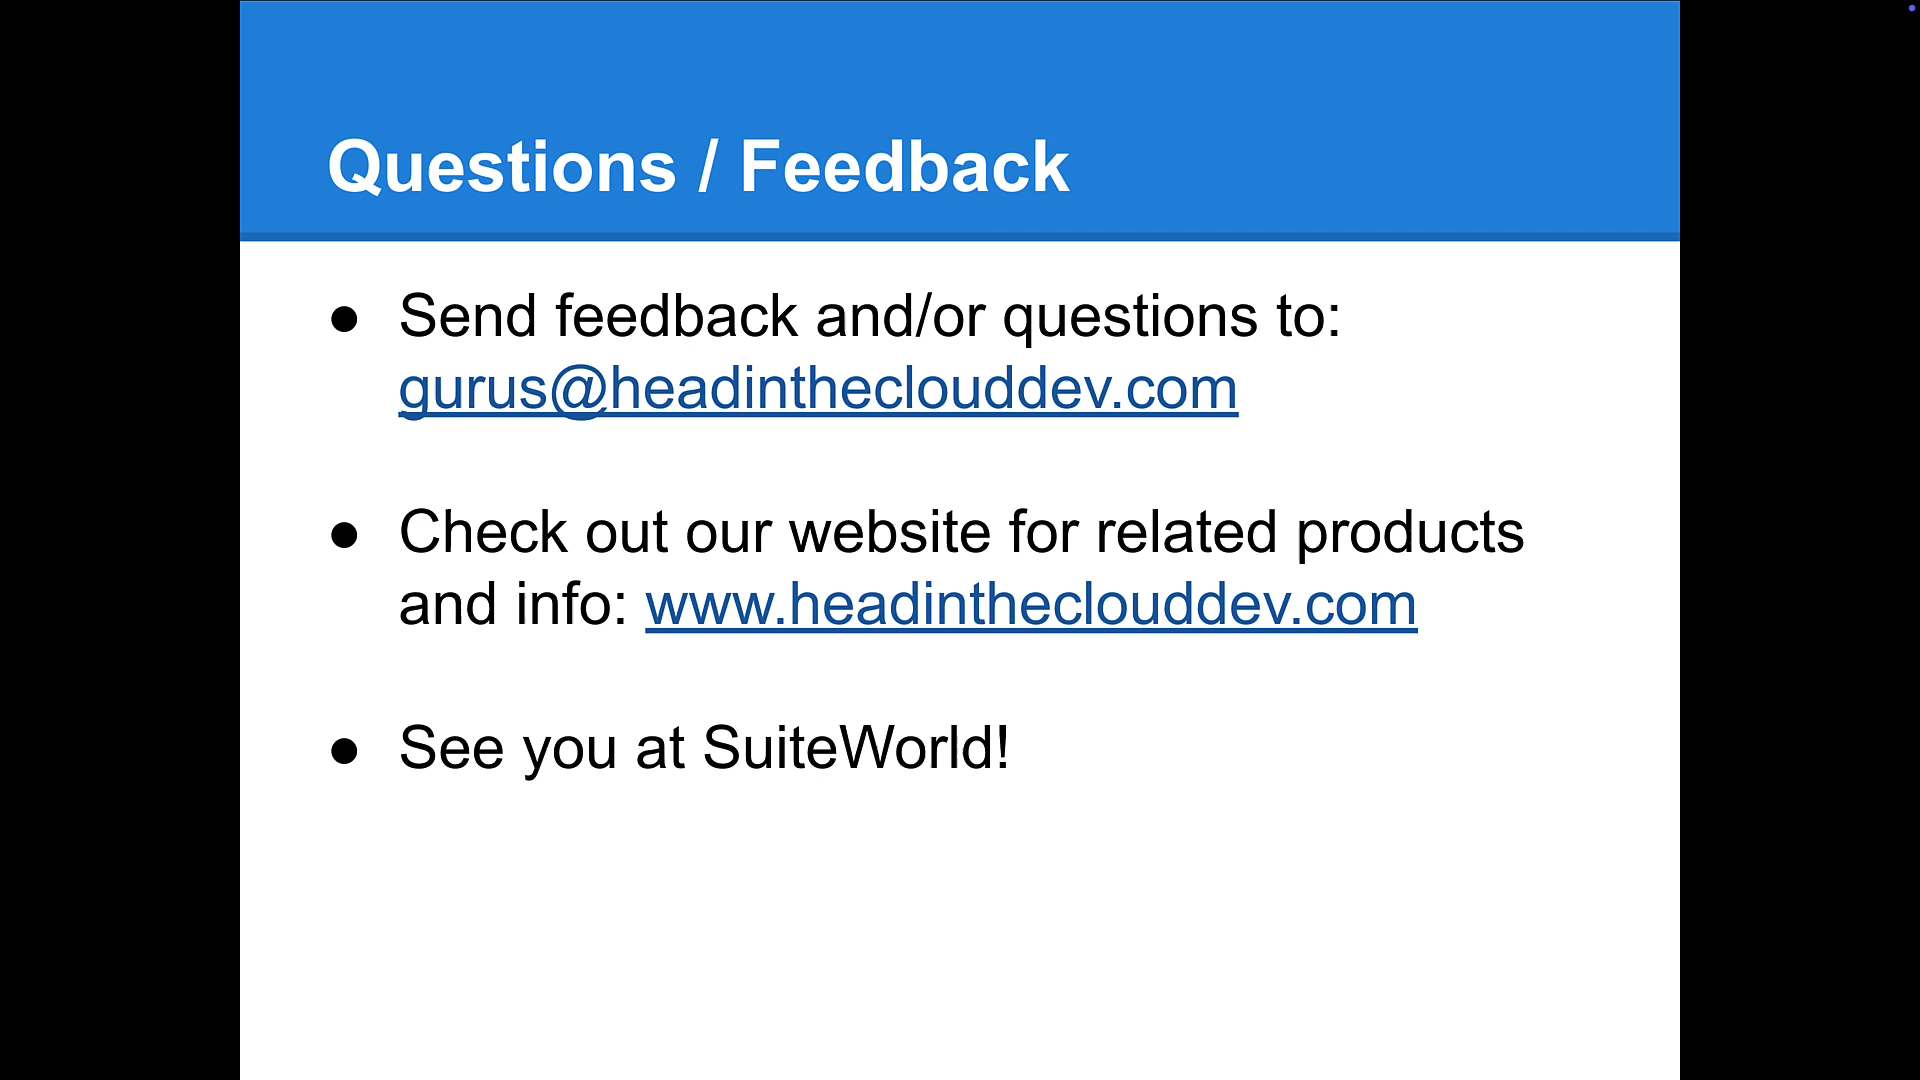 Questions / Feedback
● Send feedback and/or questions to:
gurus@headintheclouddev.com
● Check out our website for related products
and info: www.headintheclouddev.com
● See you at SuiteWorld!